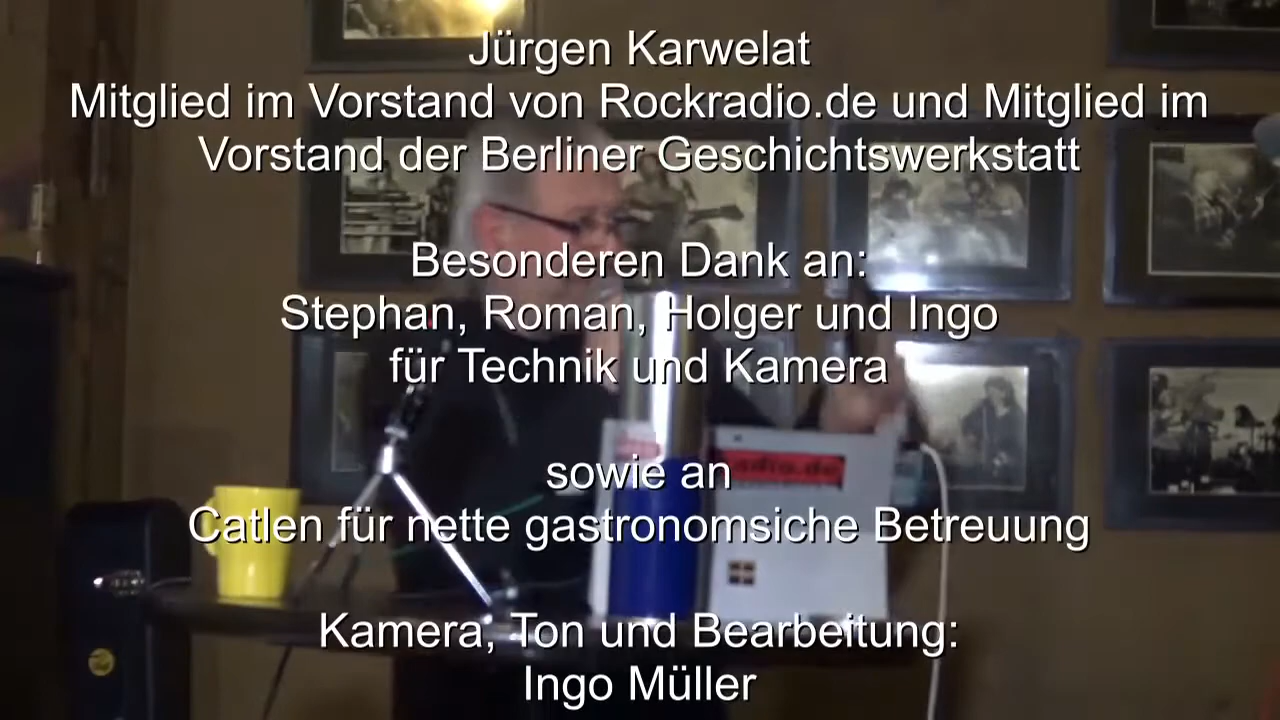 Jürgen Karwelat
Mitglied im Vorstand von Rockradio.de und Mitglied im
Vorstand der Berliner Geschichtswerkstatt
Besonderen Dank an:
Stephan, Roman, Holger und Ingo
für Technik und Kamera
adio.de
sowie an
Catlen für nette gastronomsiche Betreuung
Kamera, Ton und Bearbeitung:
Ingo Müller